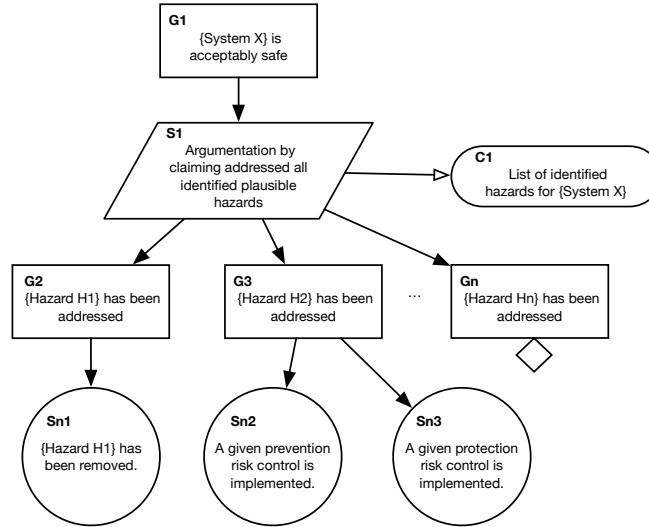 G1
{System X} is
acceptably safe
S1
Argumentation by
claiming addressed all
identified plausible
hazards
C1
List of identified
hazards for {System X}
G2
{Hazard H1} has been
addressed
G3
{Hazard H2} has been
addressed
...
Gn
{Hazard Hn} has been
addressed
Sn1
{Hazard H1} has
been removed.
Sn2
A given prevention
risk control is
implemented.
Sn3
A given protection
risk control is
implemented.